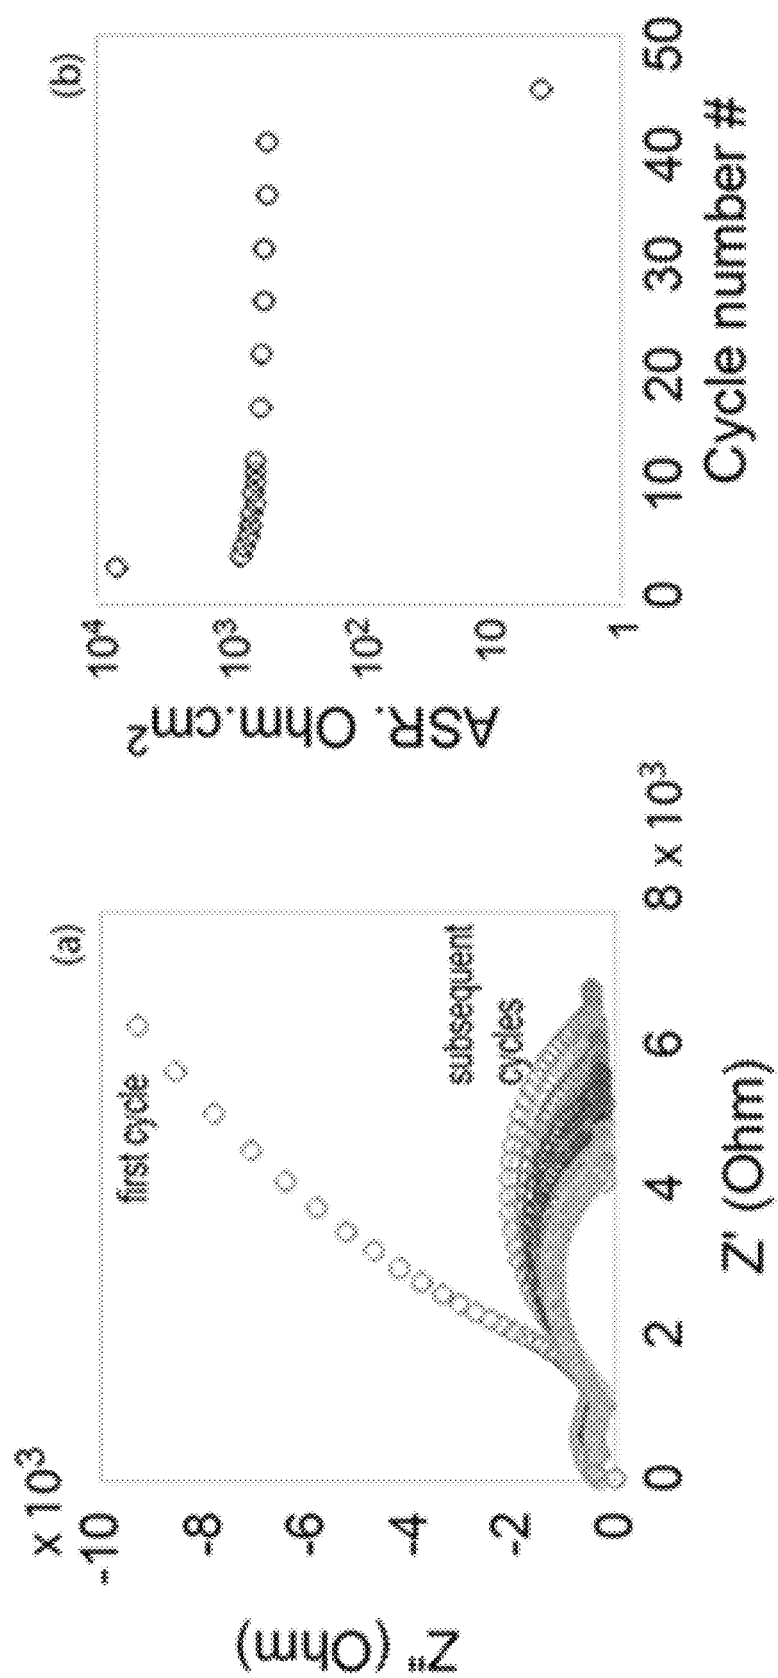 (a)
x 10³
-10
-8
-6
-4
-2
0
Z" (Ohm)
first cycle
subsequent
cycles
0
2
4
6
8 x 10³
Z' (Ohm)
(b)
10⁴
10³
10²
10
1
ASR. Ohm.cm²
0
10
20
30
40
50
Cycle number #